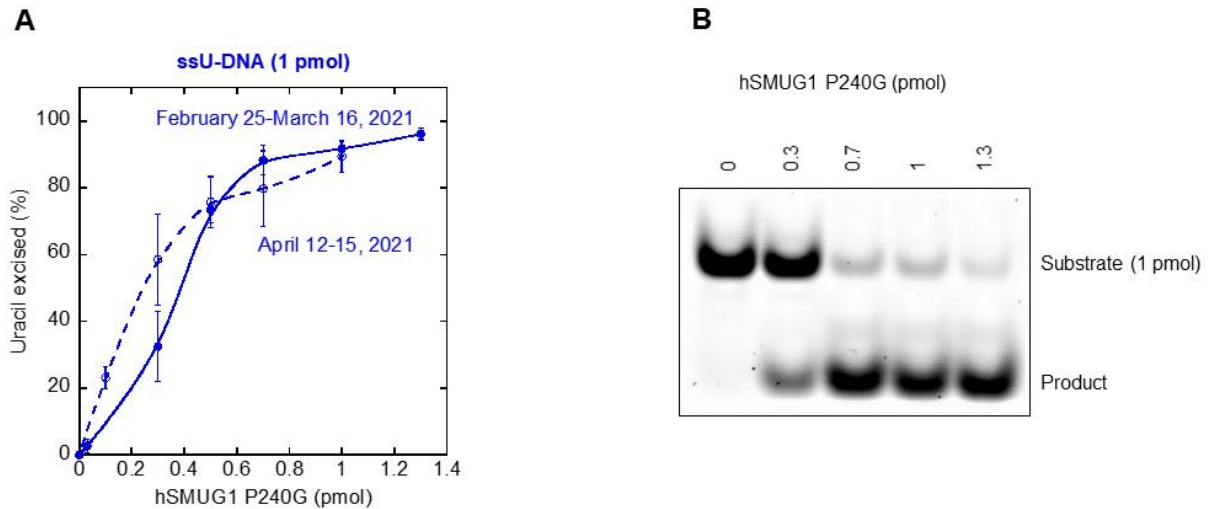 A
ssU-DNA (1 pmol)
February 25-March 16, 2021
April 12-15, 2021
Uracil excised (%)
100
80
60
40
20
0
0 0.2 0.4 0.6 0.8 1 1.2 1.4
hSMUG1 P240G (pmol)
B
hSMUG1 P240G (pmol)
0 0.3 0.7 1 1.3
Substrate (1 pmol)
Product